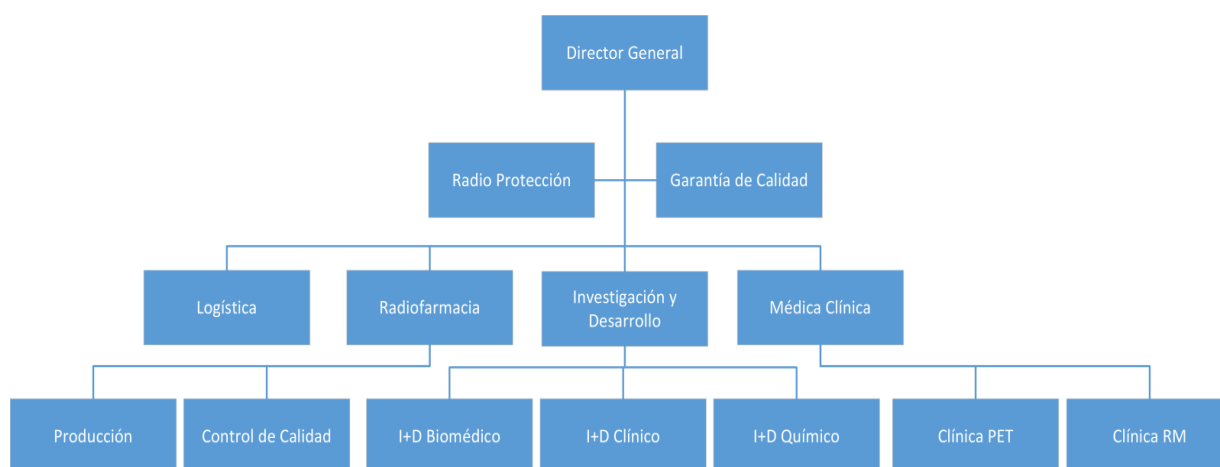 Director General
Radio Protección
Garantía de Calidad
Logística
Radiofarmacia
Investigación y
Desarrollo
Médica Clínica
Producción
Control de Calidad
I+D Biomédico
I+D Clínico
I+D Químico
Clínica PET
Clínica RM